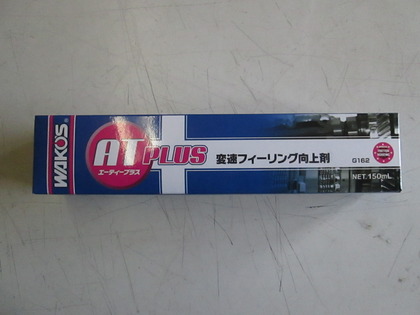 WAKO'S
AT PLUS
エーティープラス
変速フィーリング向上剤
G162
NET.150mL